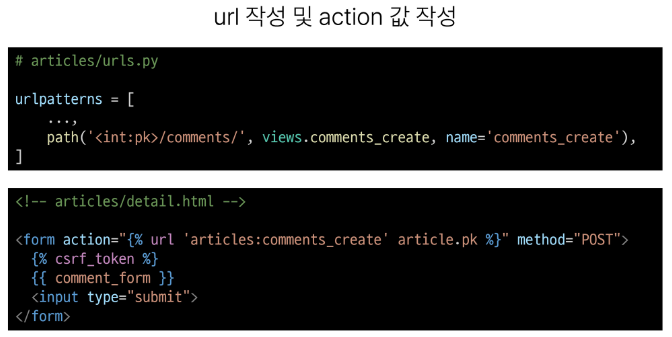 url 작성 및 action 값 작성
# articles/urls.py
urlpatterns = [
    ...,
    path('<int:pk>/comments/', views.comments_create, name='comments_create'),
]
<!-- articles/detail.html -->
<form action="{% url 'articles:comments_create' article.pk %}" method="POST">
  {% csrf_token %}
  {{ comment_form }}
  <input type="submit">
</form>